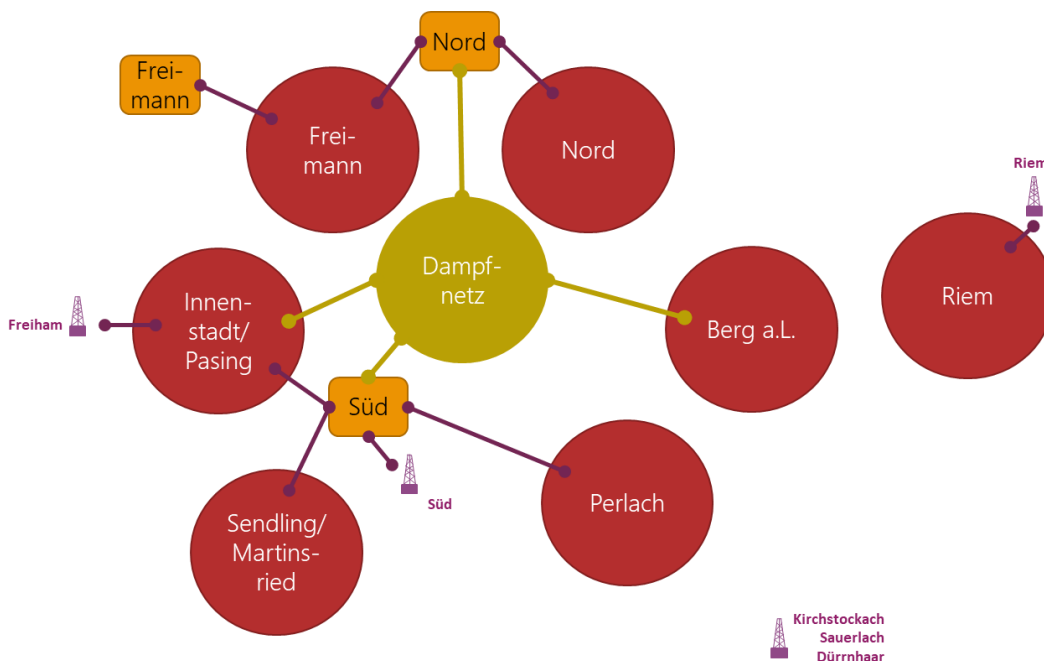 Nord
Frei-
mann
Frei-
mann
Nord
Riem
Dampf-
netz
Innen-
stadt/
Pasing
Freiham
Berg a.L.
Riem
Süd
Süd
Perlach
Sendling/
Martins-
ried
Kirchstockach
Sauerlach
Dürrnhaar